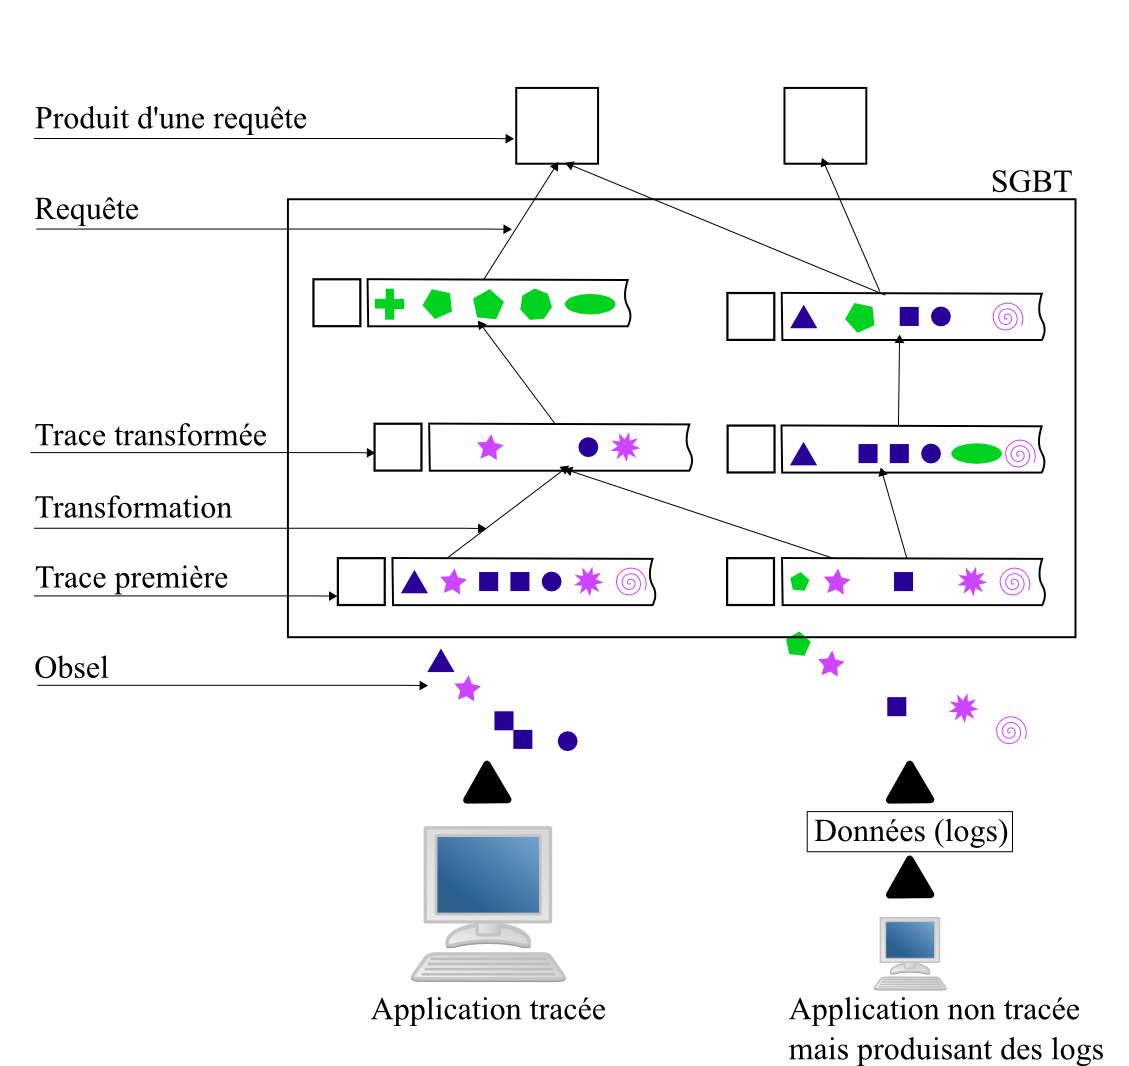 Produit d'une requête
SGBT
Requête
Trace transformée
Transformation
Trace première
Obsel
Données (logs)
Application tracée
Application non tracée
mais produisant des logs